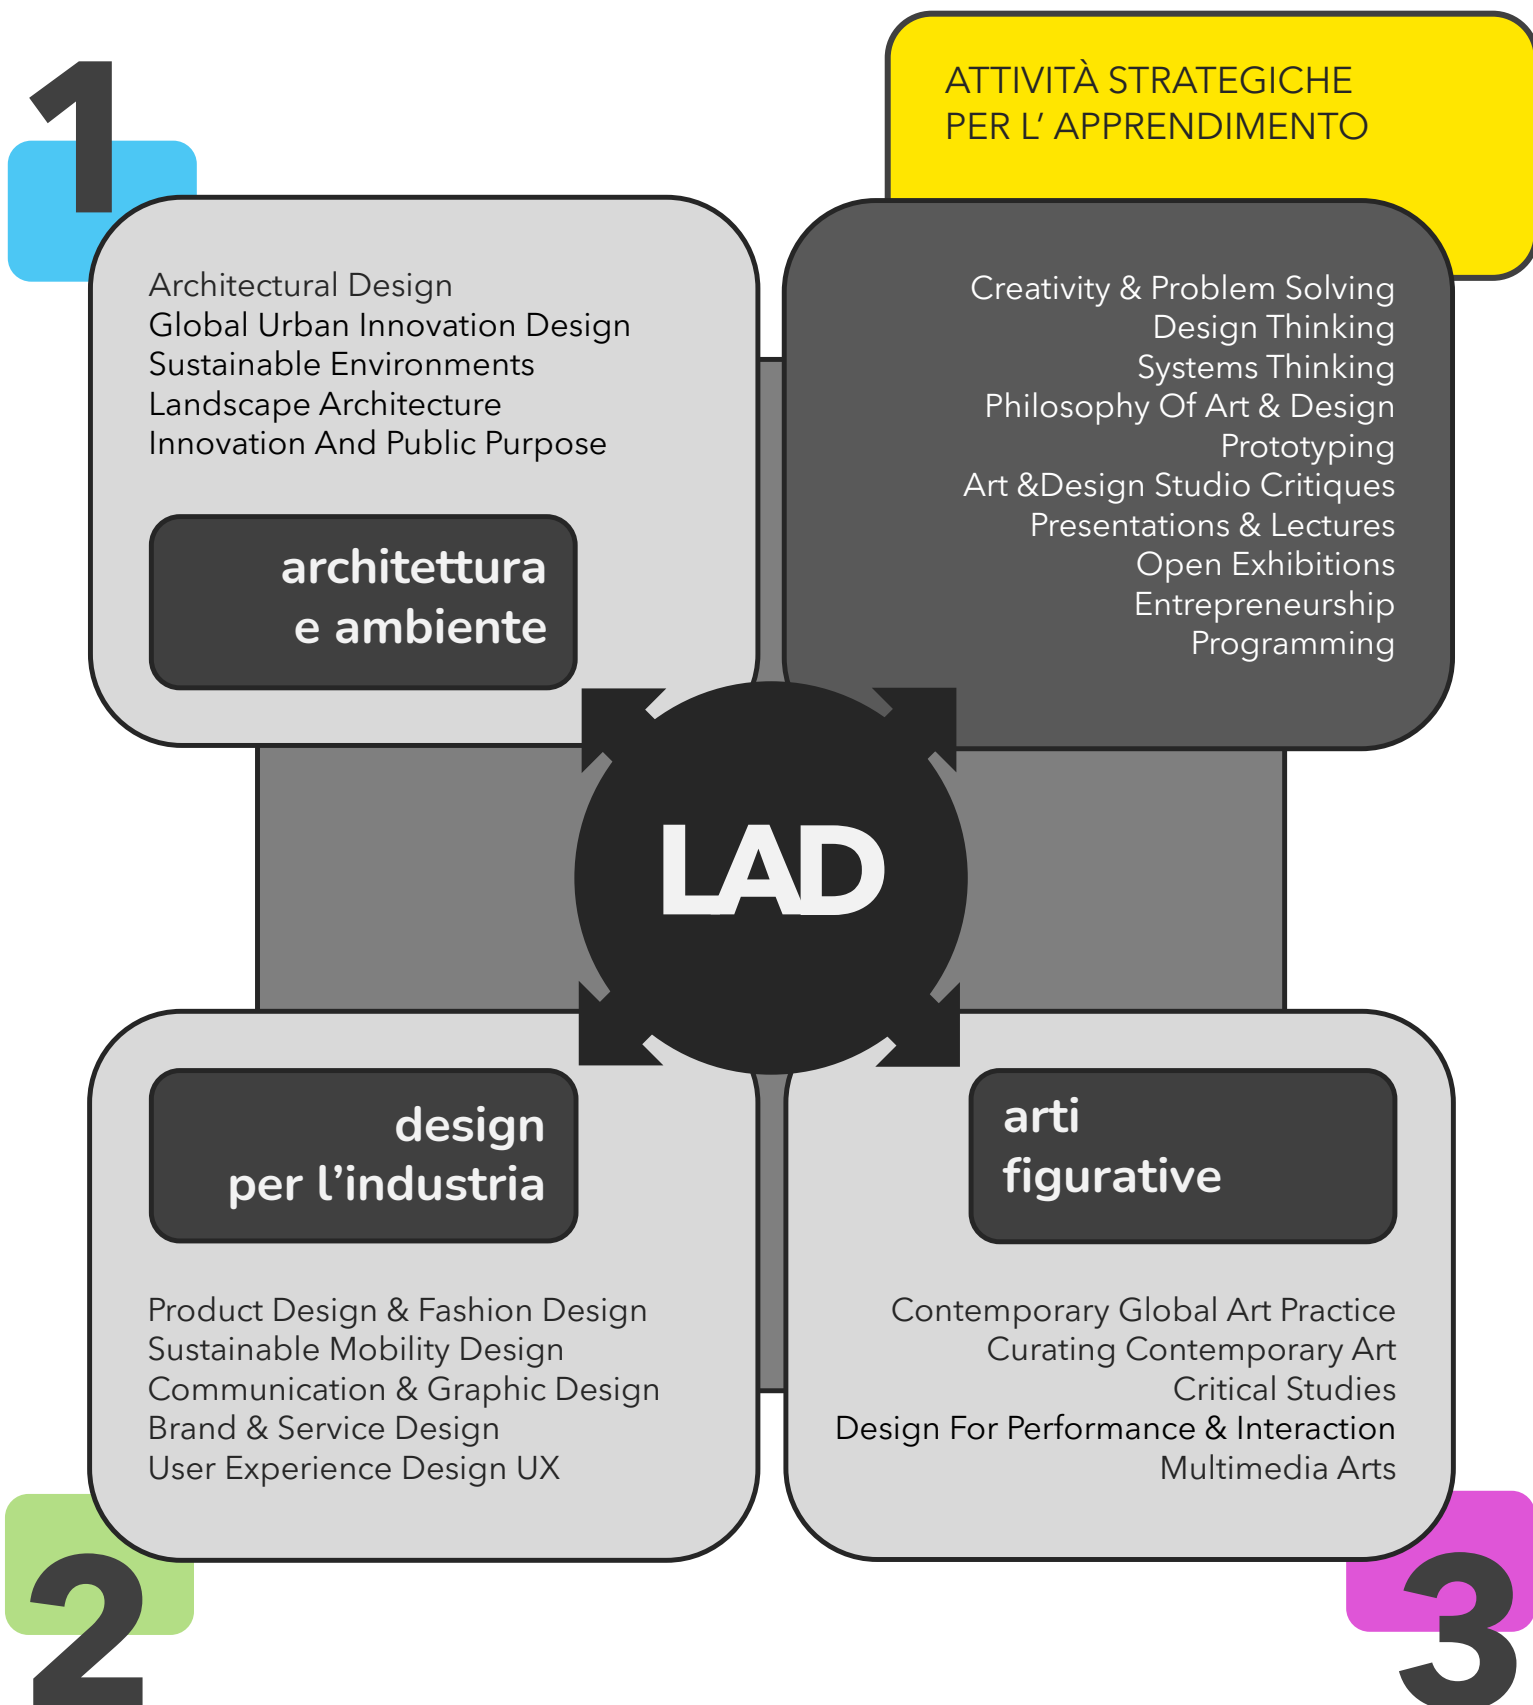 1
Architectural Design
Global Urban Innovation Design
Sustainable Environments
Landscape Architecture
Innovation And Public Purpose
architettura
e ambiente
ATTIVITÀ STRATEGICHE
PER L’ APPRENDIMENTO
Creativity & Problem Solving
Design Thinking
Systems Thinking
Philosophy Of Art & Design
Prototyping
Art &Design Studio Critiques
Presentations & Lectures
Open Exhibitions
Entrepreneurship
Programming
LAD
design
per l’industria
Product Design & Fashion Design
Sustainable Mobility Design
Communication & Graphic Design
Brand & Service Design
User Experience Design UX
2
arti
figurative
Contemporary Global Art Practice
Curating Contemporary Art
Critical Studies
Design For Performance & Interaction
Multimedia Arts
3